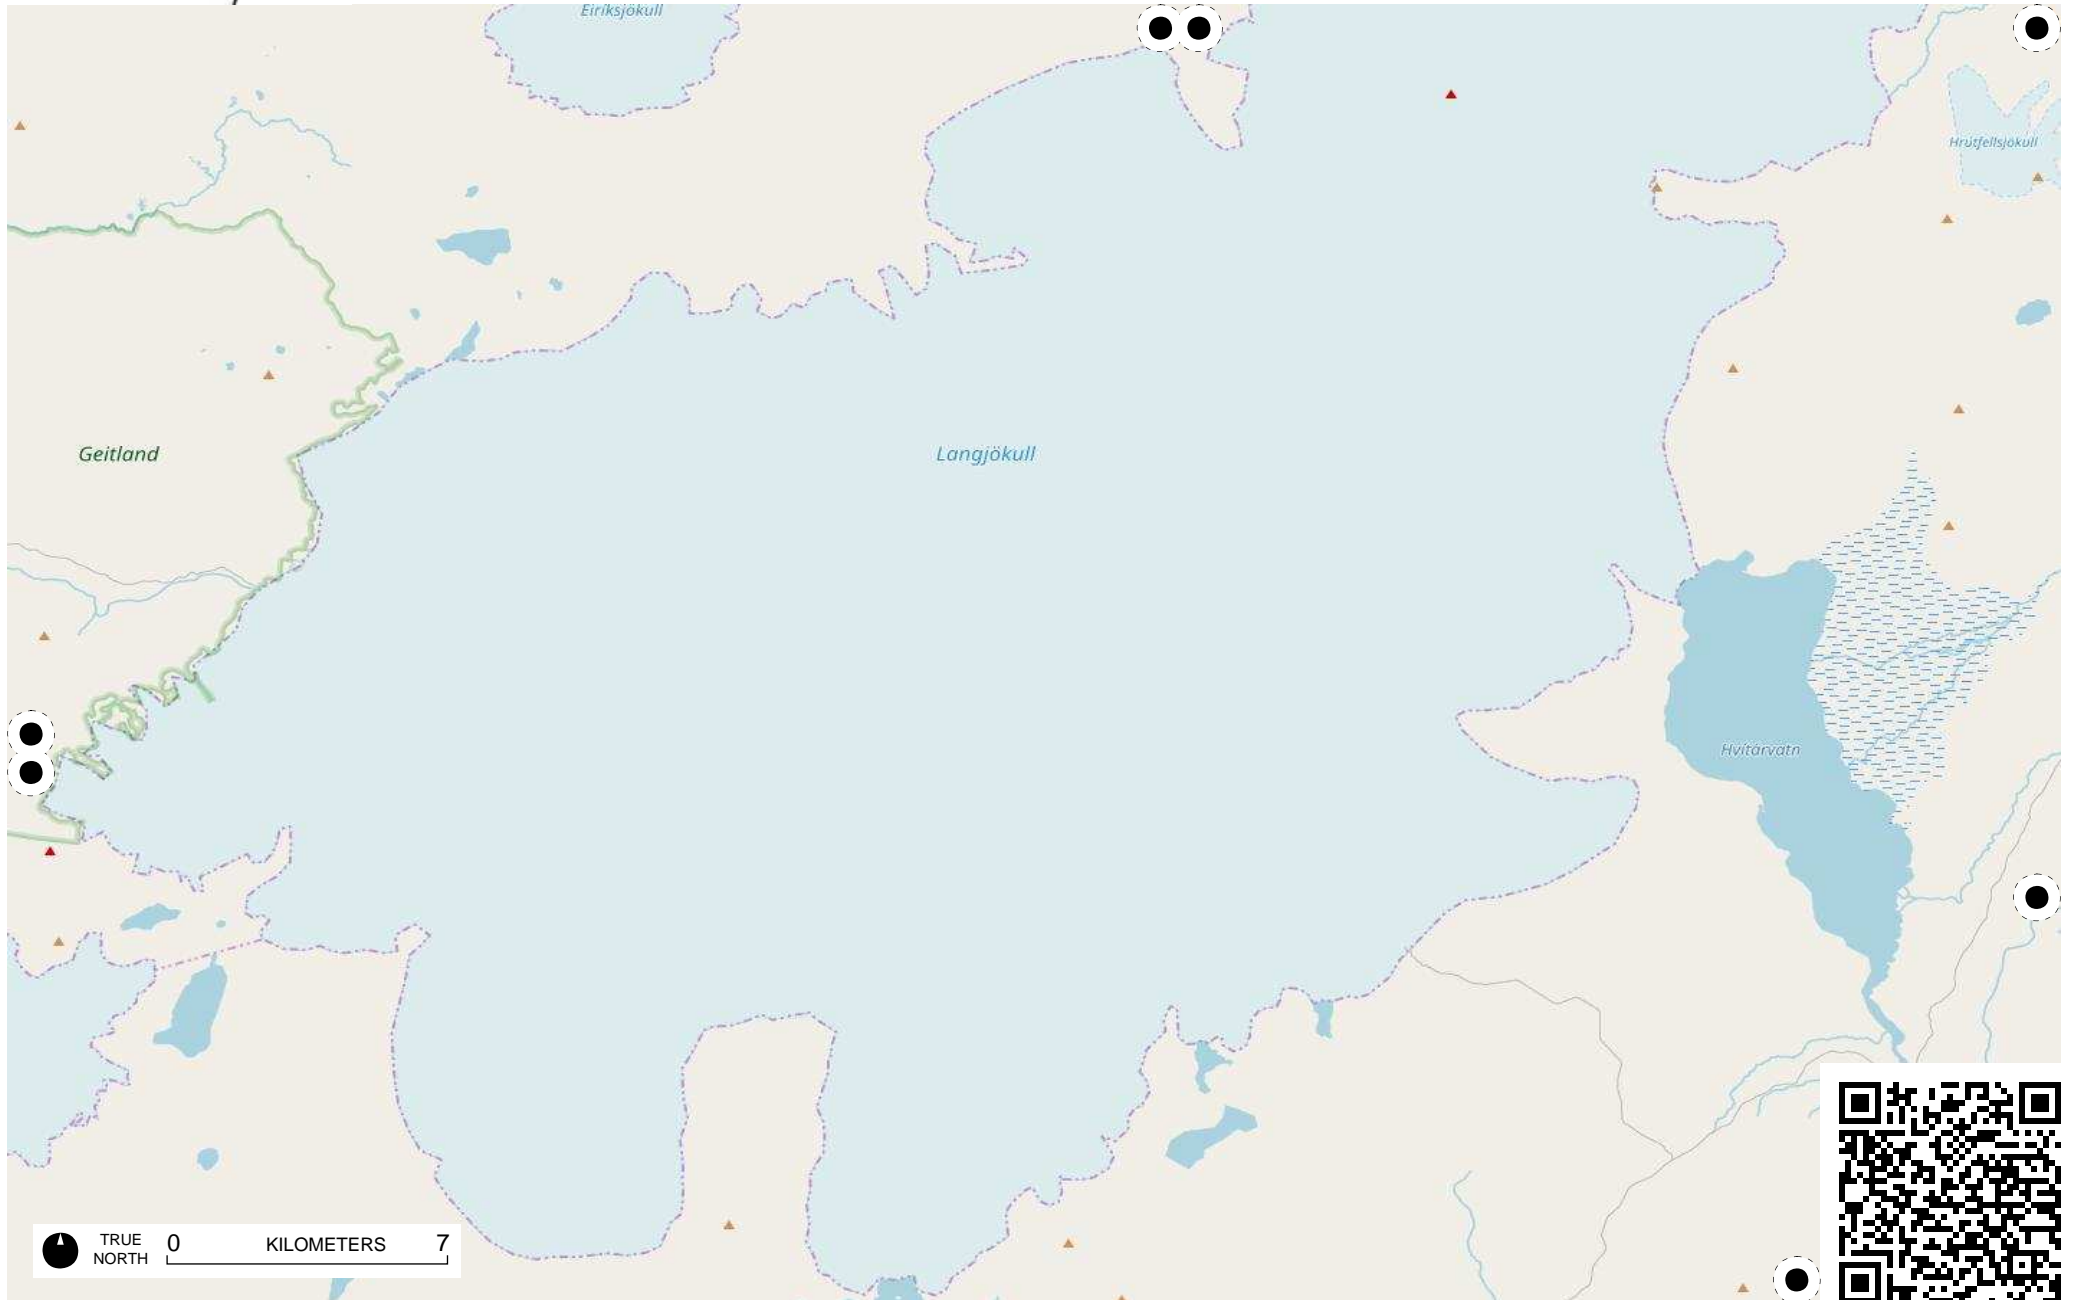 Eiríksjökull
Hrútfellsjökull
Geitland
Langjökull
Hvítárvatn
TRUE
NORTH
0 KILOMETERS 7